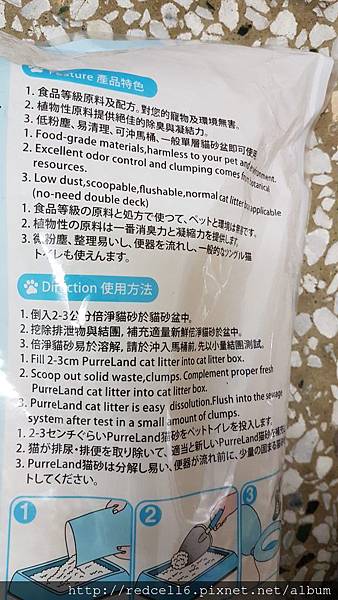 Feature 產品特色
1. 食品等級原料及配方。對您的寵物及環境無害。
2. 植物性原料提供絕佳的除臭與凝結力。
3. 低粉塵、易清理、可沖馬桶、一般單層貓砂盆即可使用
1. Food-grade materials,harmless to your pet and environment.
2. Excellent odor control and clumping comes from botanical
resources.
3. Low dust,scoopable,flushable,normal cat litter box applicable
(no-need double deck)
1. 食品等級の原料と処方で使つて、ペットと環境は無害です。
2. 植物性の原料は一番消臭力と凝縮力を提供します。
3. 微粉塵、整理易いし、便器を流れし、一般的なツングル猫
トイレも使えんます。
Direction 使用方法
1. 倒入2-3公分倍淨貓砂於貓砂盆中。
2. 挖除排泄物與結團,補充適量新鮮倍淨貓砂於盆中。
3. 倍淨貓砂易於溶解,請於沖入馬桶前,先以小量結團測試。
1. Fill 2-3cm PurreLand cat litter into cat litter box.
2. Scoop out solid waste,clumps. Complement proper fresh
PurreLand cat litter into cat litter box.
3. PurreLand cat litter is easy dissolution.Flush into the sewage
system after test in a small amount of clumps.
1. 2-3センチぐらいPurreLand猫砂をペットトイレを投入します。
2. 猫が排尿・排便を取り除いて、適当と新しいPurreLand猫砂を補充
3. PurreLand猫砂は分解し易い、便器が流れ前に、少量の固まる
トしてください。
1
2
3
http://redcell6.pixnet.net/album